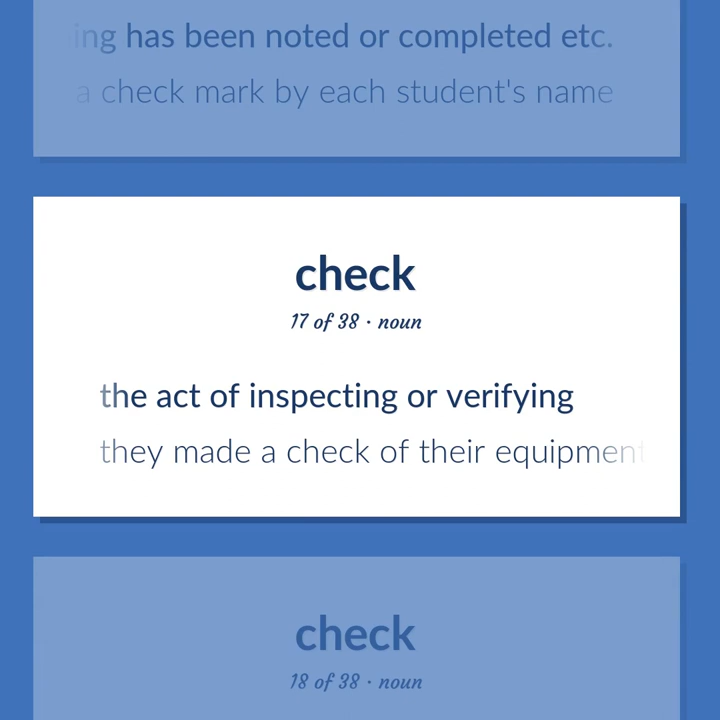 ing has been noted or completed etc.
a check mark by each student's name
check
17 of 38 · noun
the act of inspecting or verifying
they made a check of their equipment
check
18 of 38 · noun